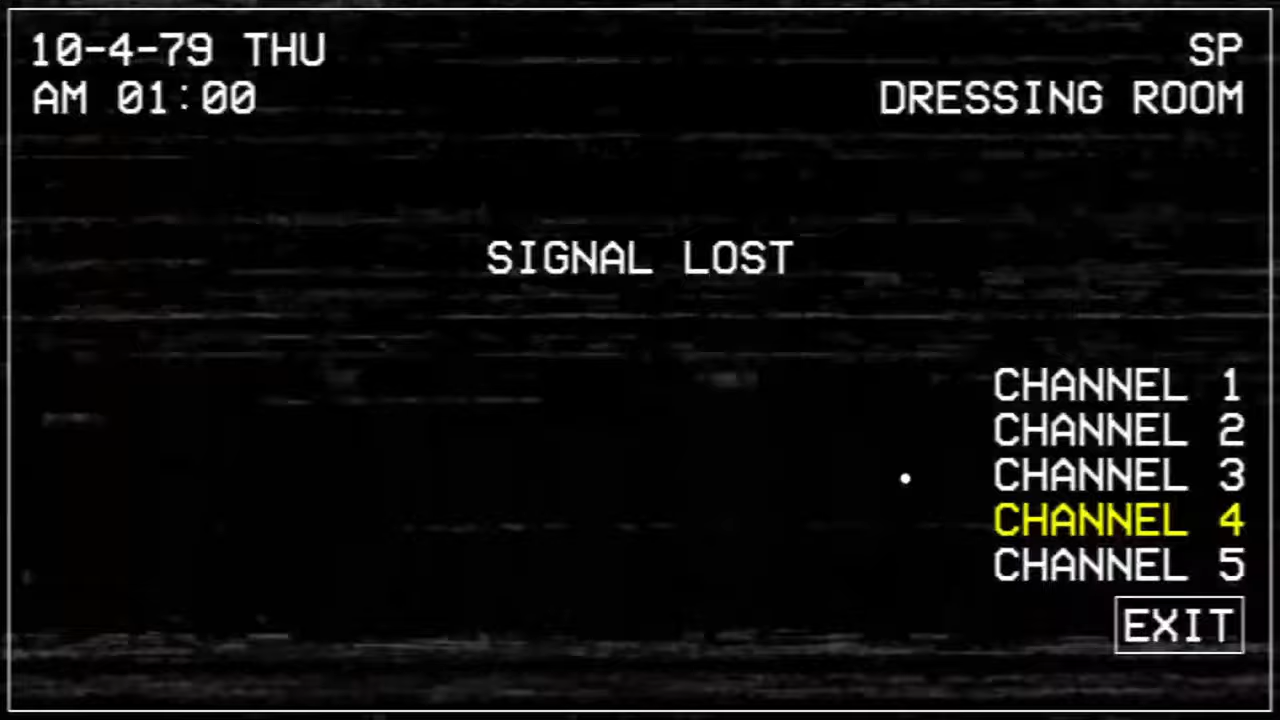 10-4-79 THU
AM 01:00
SP
DRESSING ROOM
SIGNAL LOST
CHANNEL 1
CHANNEL 2
CHANNEL 3
CHANNEL 4
CHANNEL 5
EXIT